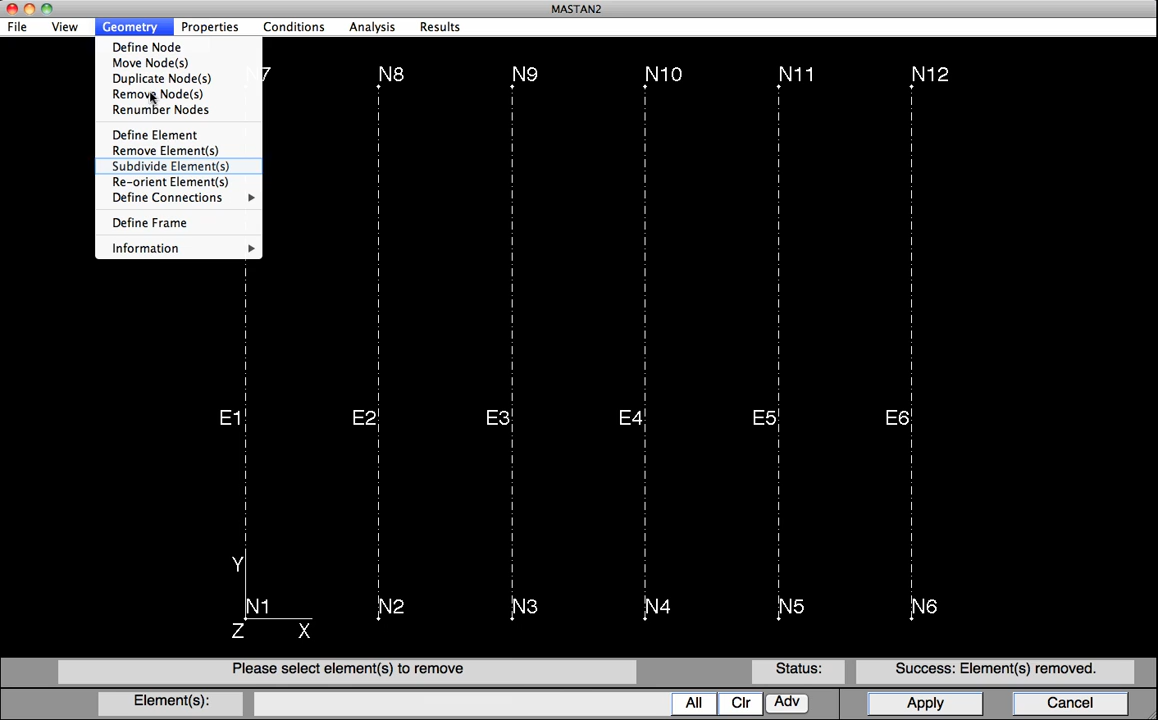 MASTAN2
File View Geometry Properties Conditions Analysis Results
Define Node
Move Node(s)
Duplicate Node(s)
Remove Node(s)
Renumber Nodes
Define Element
Remove Element(s)
Subdivide Element(s)
Re-orient Element(s)
Define Connections
Define Frame
Information
7 N8 N9 N10 N11 N12
E1 E2 E3 E4 E5 E6
Y
N1 N2 N3 N4 N5 N6
Z X
Please select element(s) to remove Status: Success: Element(s) removed.
Element(s): All Clr Adv Apply Cancel